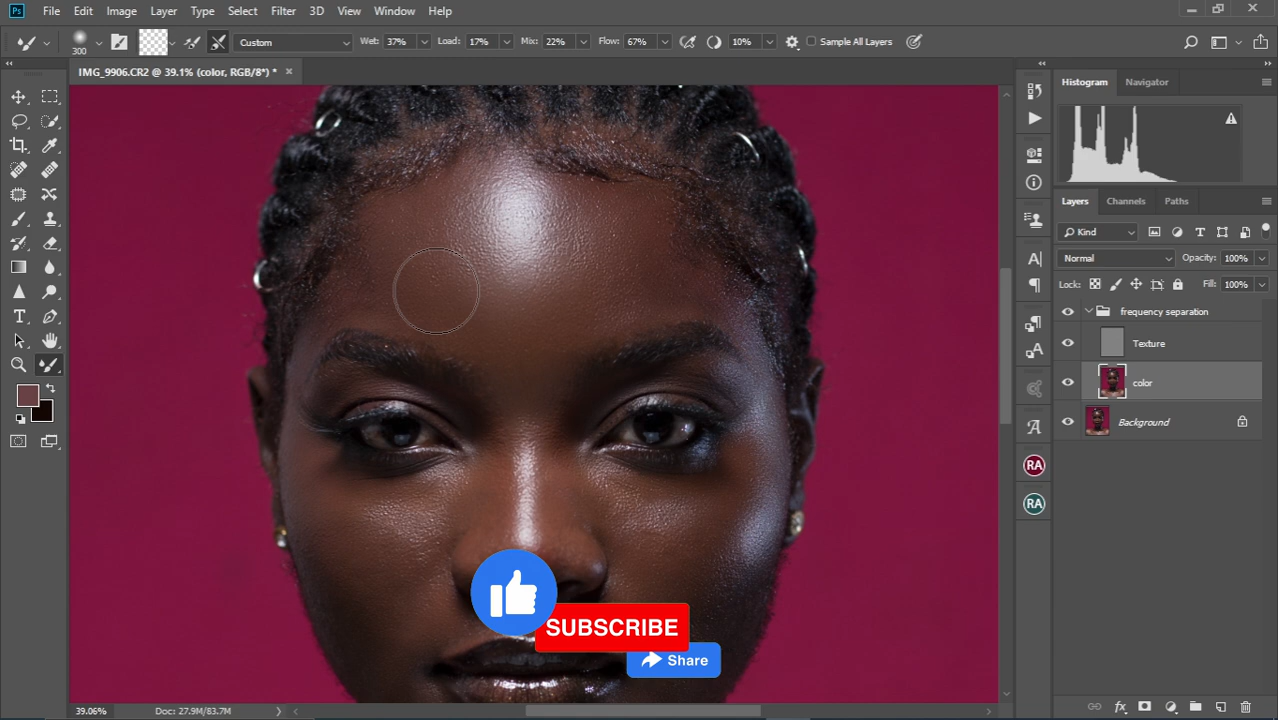 Ps File Edit Image Layer Type Select Filter 3D View Window Help
300 Custom Wet: 37% Load: 17% Mix: 22% Flow: 67% 10% Sample All Layers
IMG_9906.CR2 @ 39.1% (color, RGB/8*) * ×
Histogram Navigator
Layers Channels Paths
Kind
Normal Opacity: 100%
Lock: Fill: 100%
frequency separation
Texture
color
Background
RA
RA
SUBSCRIBE
Share
39.06% Doc: 27.9M/83.7M
fx